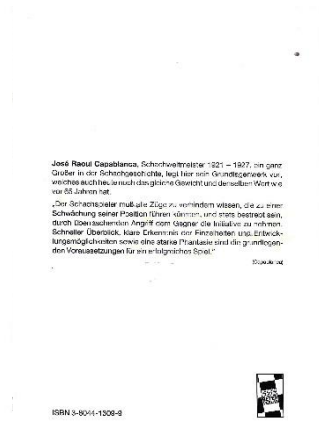 José Raoul Capablanca, Schachweltmeister 1921 – 1927, ein ganz
Großer in der Schachgeschichte, legt hier sein Grundlagenwerk vor,
welches auch heute noch das gleiche Gewicht und denselben Wert wie
vor 65 Jahren hat.
„Der Schachspieler muß alle Züge zu verhindern wissen, die zu einer
Schwächung seiner Position führen können, und stets bestrebt sein,
durch überraschenden Angriff dem Gegner die Initiative zu nehmen.
Schneller Überblick, klare Erkenntnis der Einzelheiten und Entwick-
lungsmöglichkeiten sowie eine starke Phantasie sind die grundlegen-
den Voraussetzungen für ein erfolgreiches Spiel.“
(Capablanca)
ISBN 3-8044-1309-9